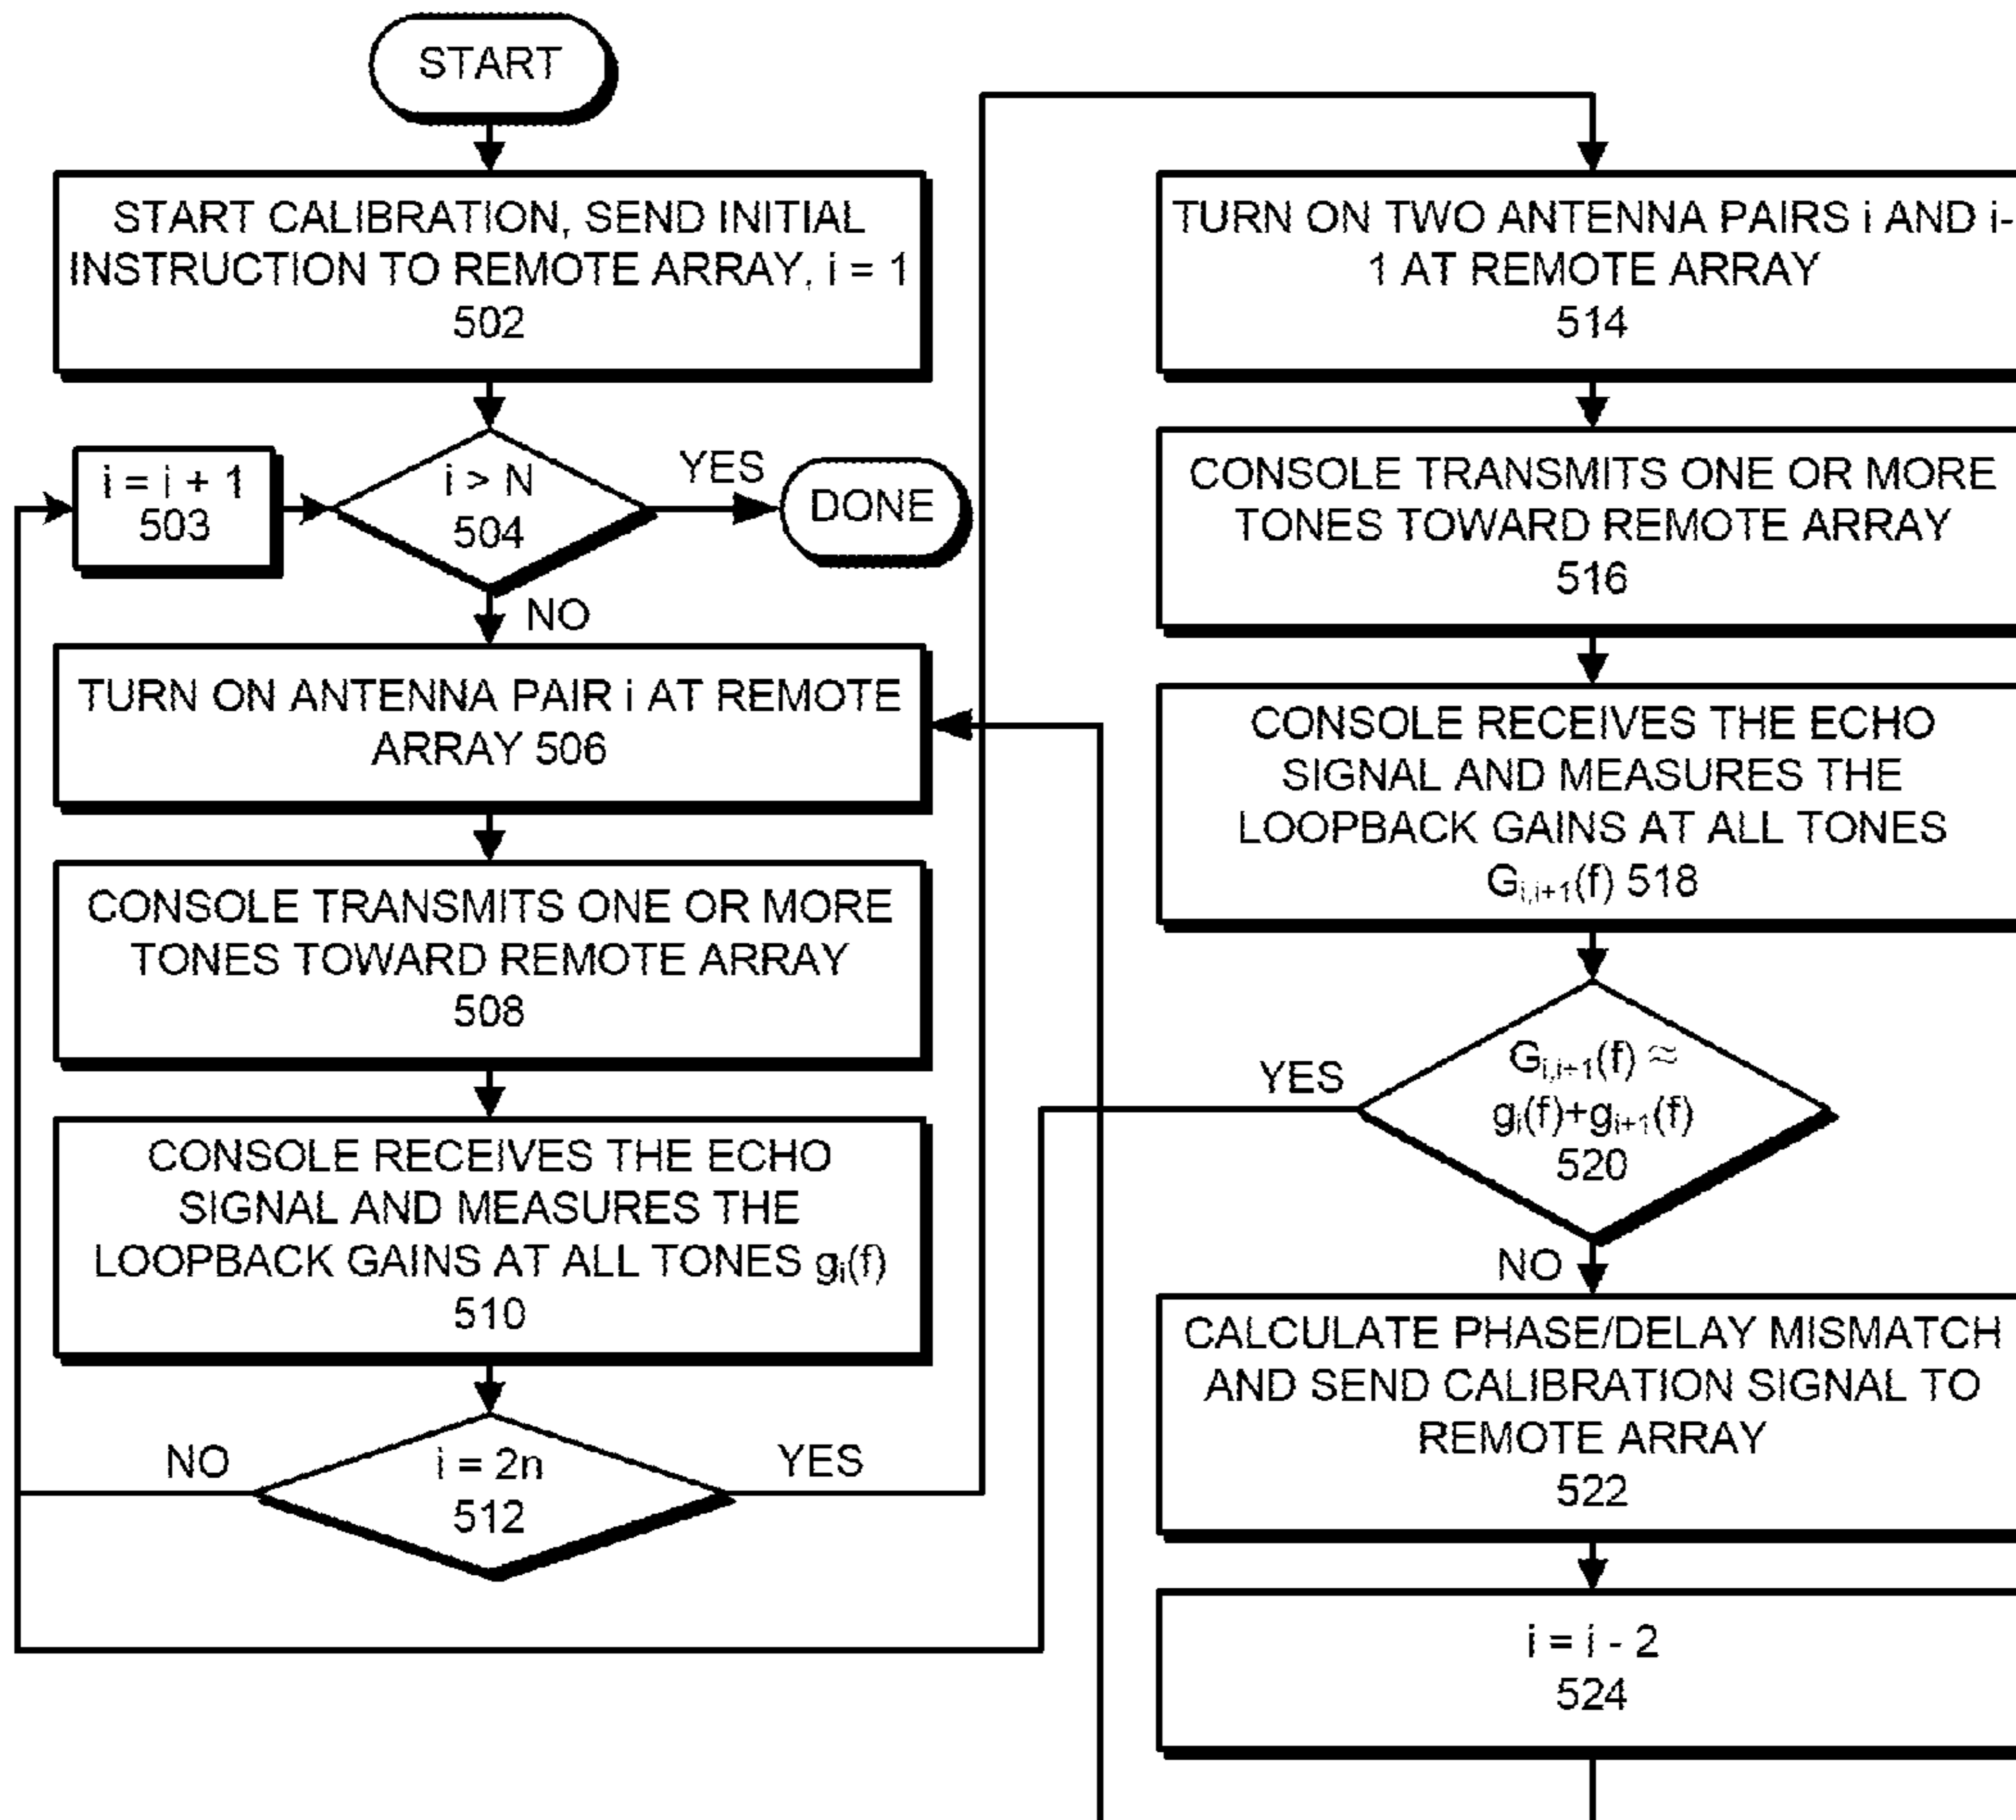 START
START CALIBRATION, SEND INITIAL
INSTRUCTION TO REMOTE ARRAY, i = 1
502
i = i + 1
503
i > N
504
YES
DONE
NO
TURN ON ANTENNA PAIR i AT REMOTE
ARRAY 506
CONSOLE TRANSMITS ONE OR MORE
TONES TOWARD REMOTE ARRAY
508
CONSOLE RECEIVES THE ECHO
SIGNAL AND MEASURES THE
LOOPBACK GAINS AT ALL TONES gᵢ(f)
510
NO
i = 2n
512
YES
TURN ON TWO ANTENNA PAIRS i AND i-
1 AT REMOTE ARRAY
514
CONSOLE TRANSMITS ONE OR MORE
TONES TOWARD REMOTE ARRAY
516
CONSOLE RECEIVES THE ECHO
SIGNAL AND MEASURES THE
LOOPBACK GAINS AT ALL TONES
Gᵢ,ᵢ₊₁(f) 518
YES
Gᵢ,ᵢ₊₁(f) ≈
gᵢ(f)+gᵢ₊₁(f)
520
NO
CALCULATE PHASE/DELAY MISMATCH
AND SEND CALIBRATION SIGNAL TO
REMOTE ARRAY
522
i = i - 2
524